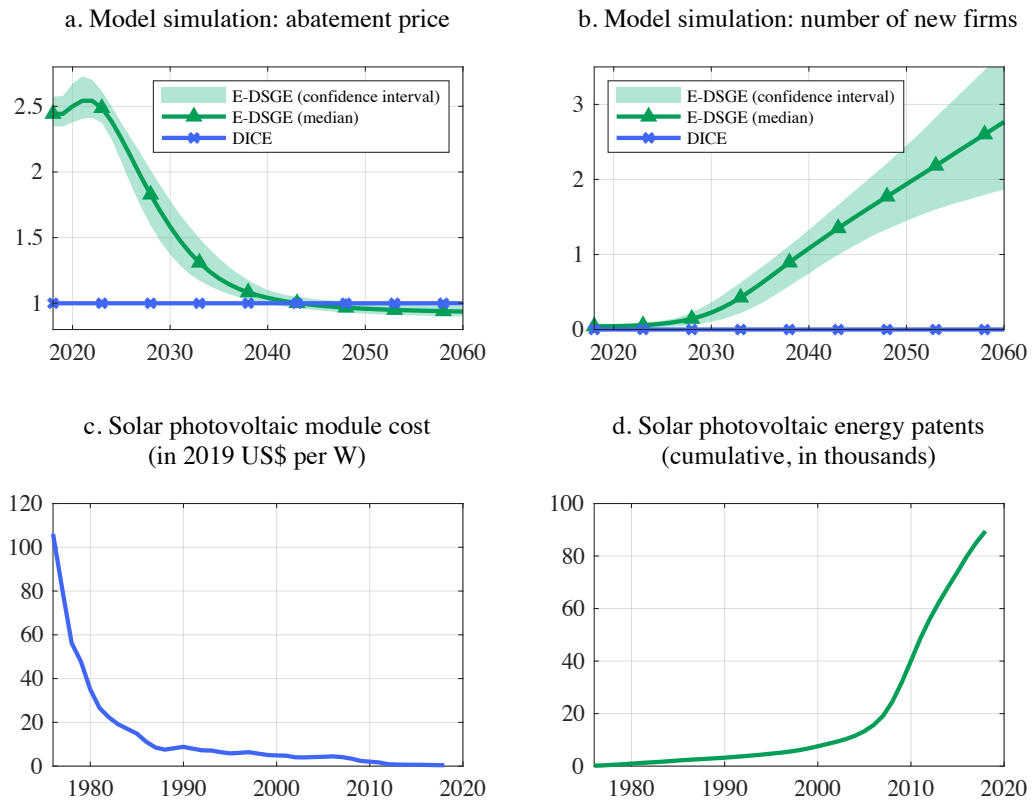 a. Model simulation: abatement price
2.5
2
1.5
1
E-DSGE (confidence interval)
E-DSGE (median)
DICE
2020 2030 2040 2050 2060
b. Model simulation: number of new firms
3
2
1
0
E-DSGE (confidence interval)
E-DSGE (median)
DICE
2020 2030 2040 2050 2060
c. Solar photovoltaic module cost
(in 2019 US$ per W)
120
100
80
60
40
20
0
1980 1990 2000 2010 2020
d. Solar photovoltaic energy patents
(cumulative, in thousands)
100
80
60
40
20
0
1980 1990 2000 2010 2020